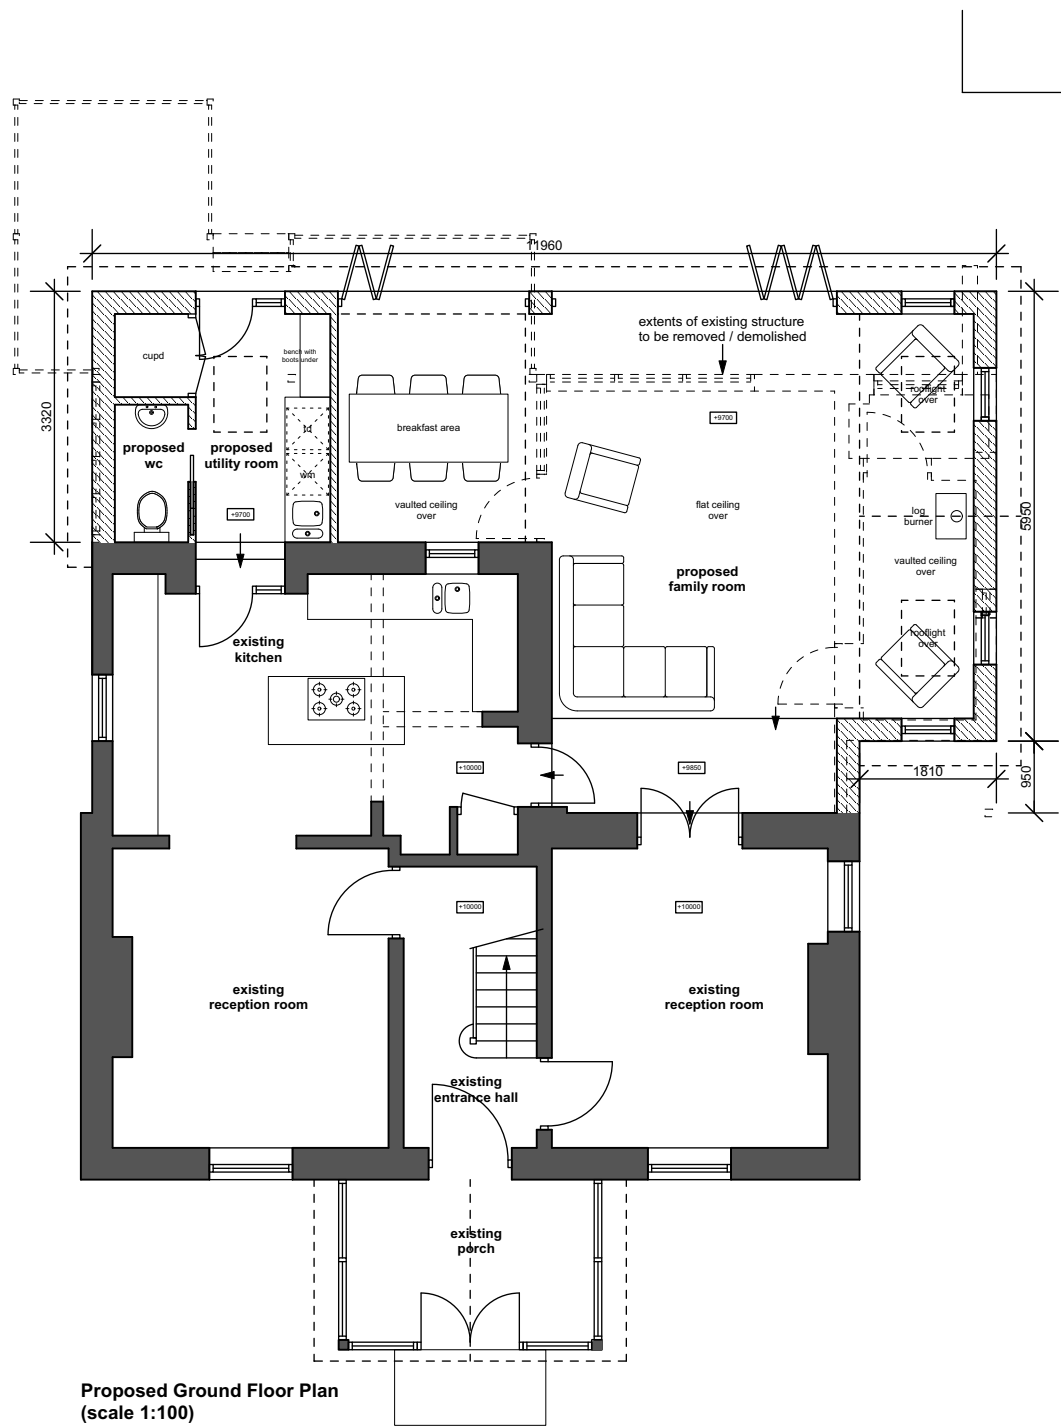 11960
extents of existing structure
to be removed / demolished
cupd
bench with
boots under
rooflight
over
3320
+9700
breakfast area
td
proposed
wc
proposed
utility room
wm
+9700
vaulted ceiling
over
flat ceiling
over
log
burner
5950
vaulted ceiling
over
proposed
family room
existing
kitchen
rooflight
over
+10000
+9850
1810
950
+10000
+10000
existing
reception room
existing
reception room
existing
entrance hall
existing
porch
Proposed Ground Floor Plan
(scale 1:100)